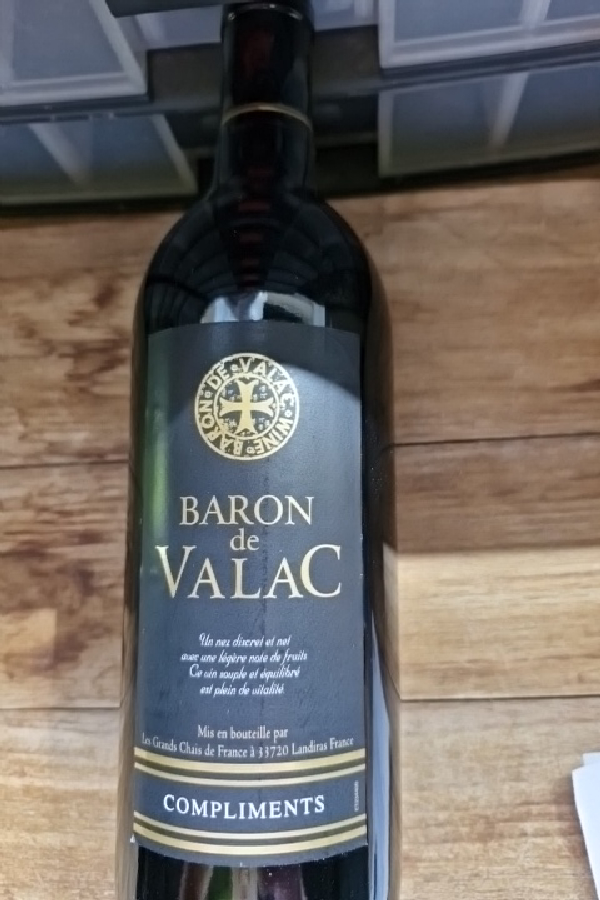 BARON • DE • VALAC • WINE
BARON
de
VALAC
Un nez discret et net
avec une légère note de fruits
Ce vin souple et équilibré
est plein de vitalité
Mis en bouteille par
Les Grands Chais de France à 33720 Landiras France
COMPLIMENTS